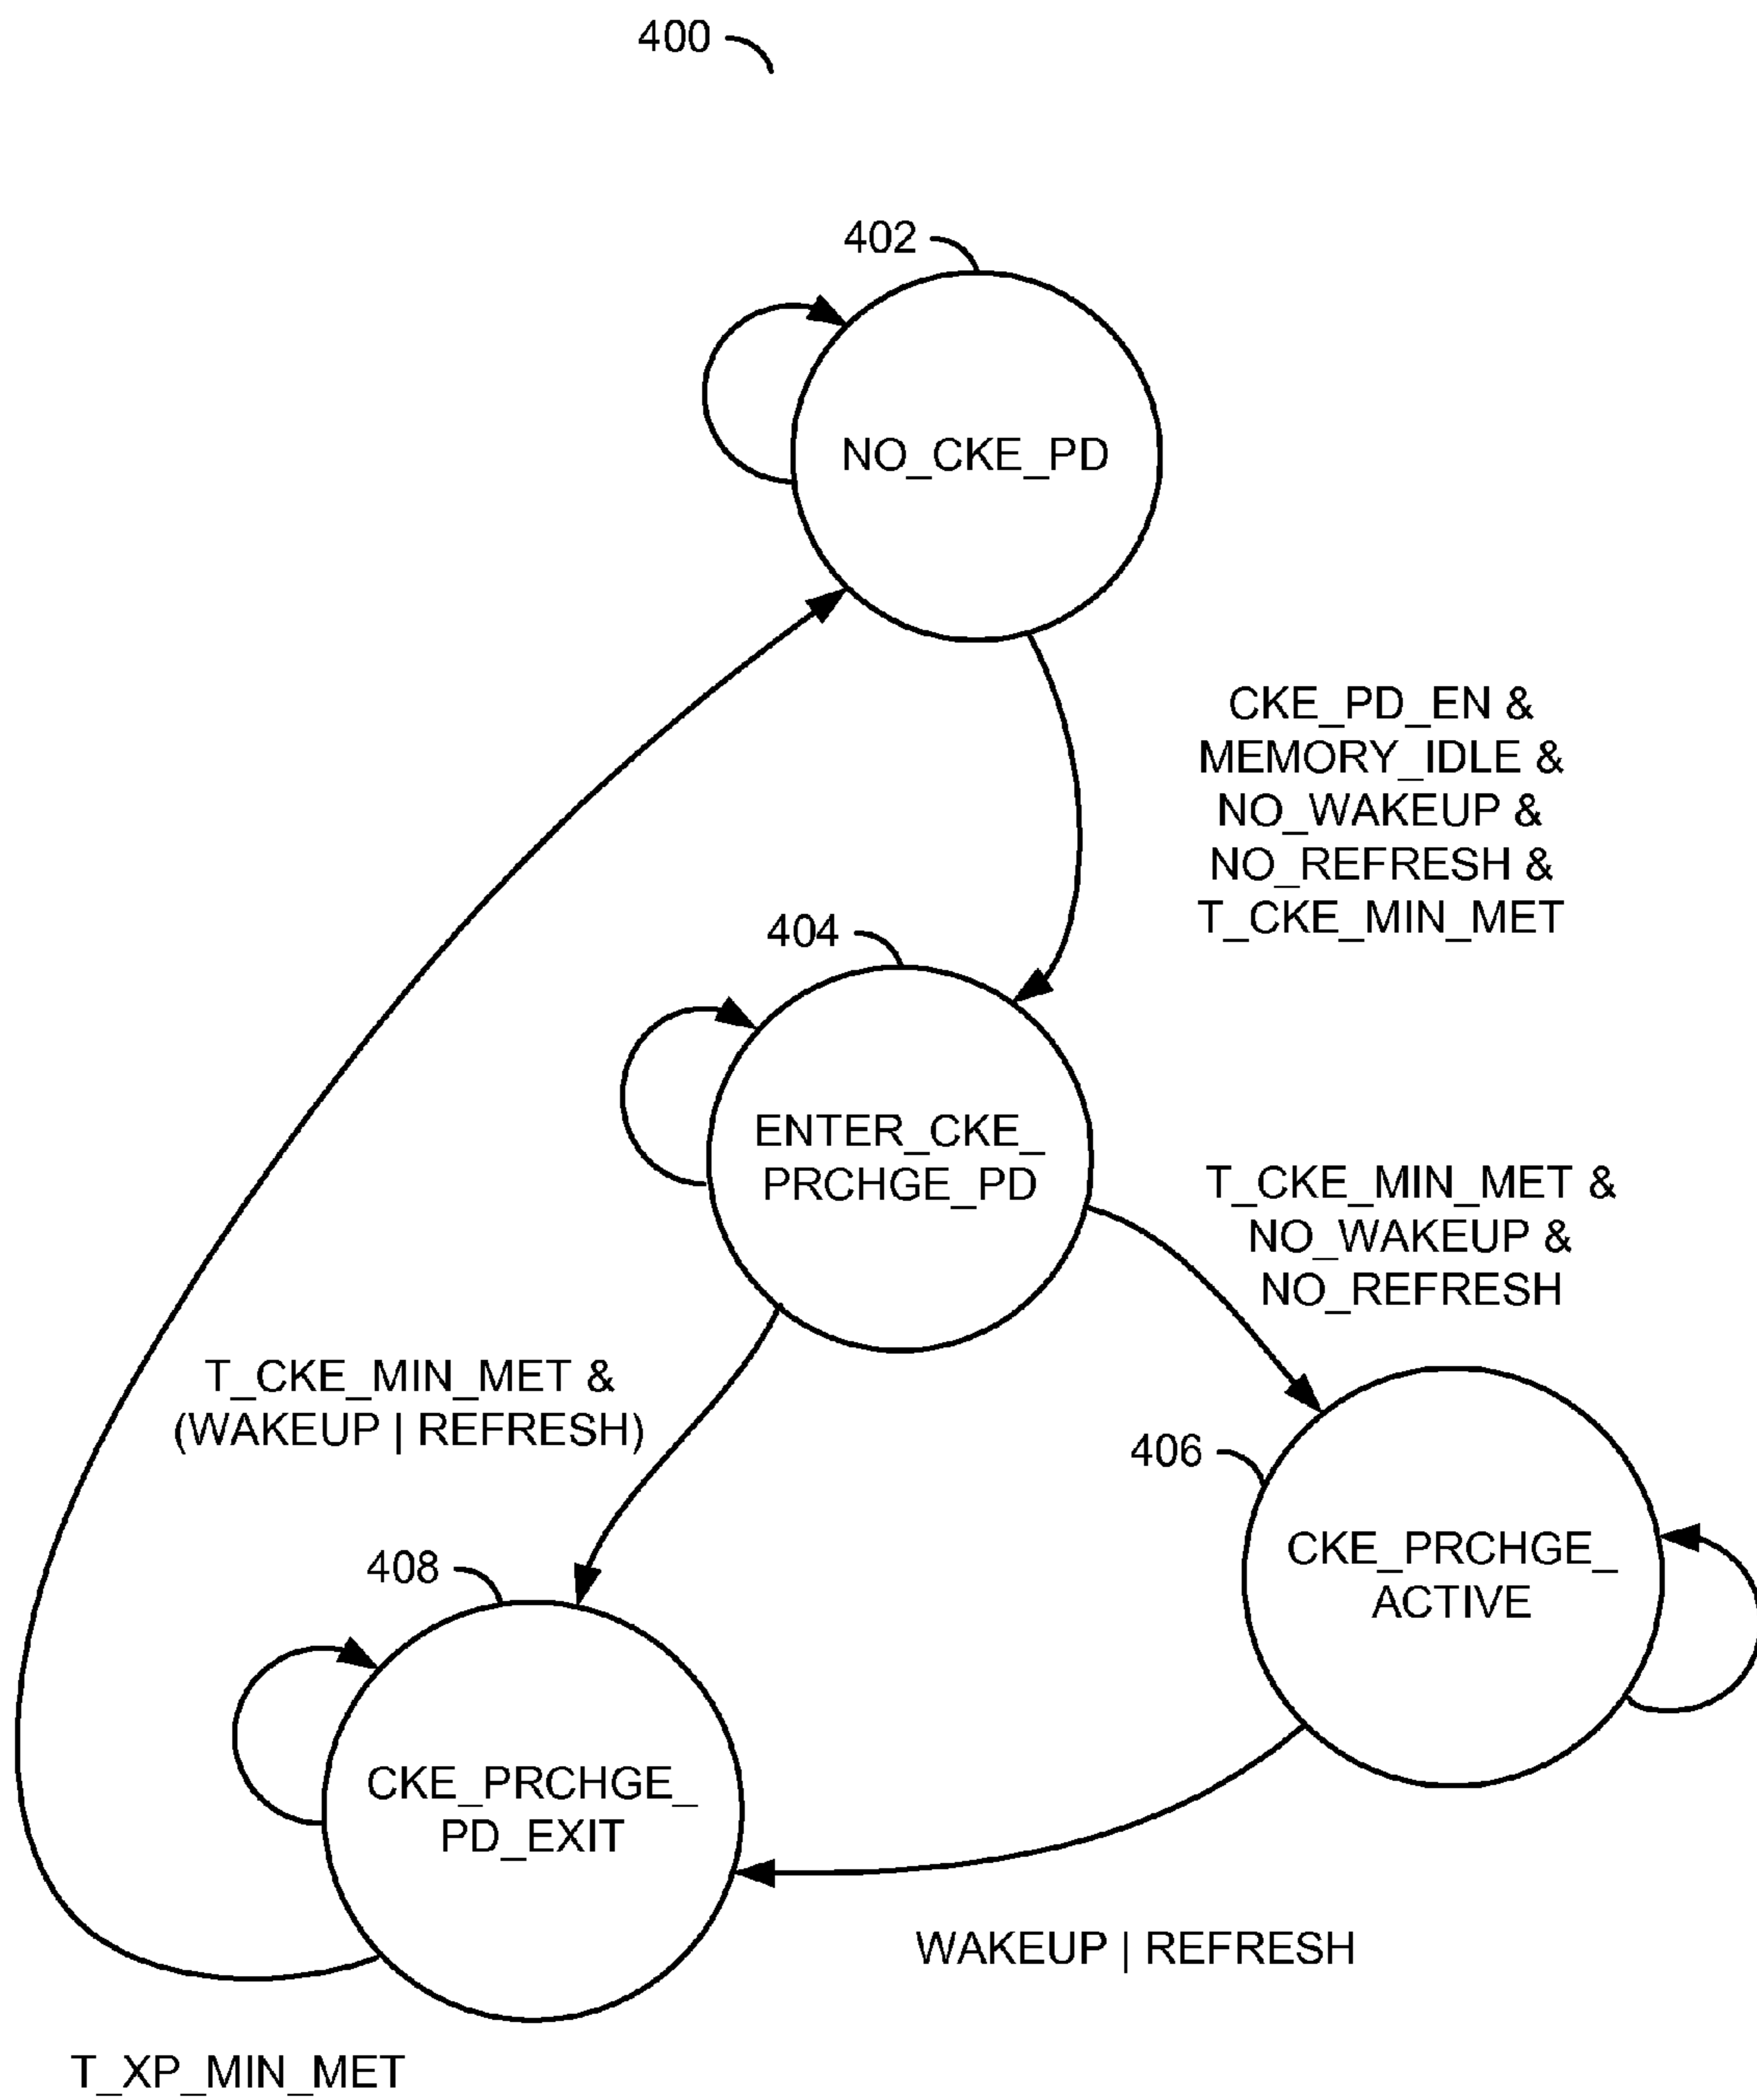 400
402
NO_CKE_PD
CKE_PD_EN &
MEMORY_IDLE &
NO_WAKEUP &
NO_REFRESH &
T_CKE_MIN_MET
404
ENTER_CKE_
PRCHGE_PD
T_CKE_MIN_MET &
NO_WAKEUP &
NO_REFRESH
T_CKE_MIN_MET &
(WAKEUP | REFRESH)
406
CKE_PRCHGE_
ACTIVE
408
CKE_PRCHGE_
PD_EXIT
WAKEUP | REFRESH
T_XP_MIN_MET